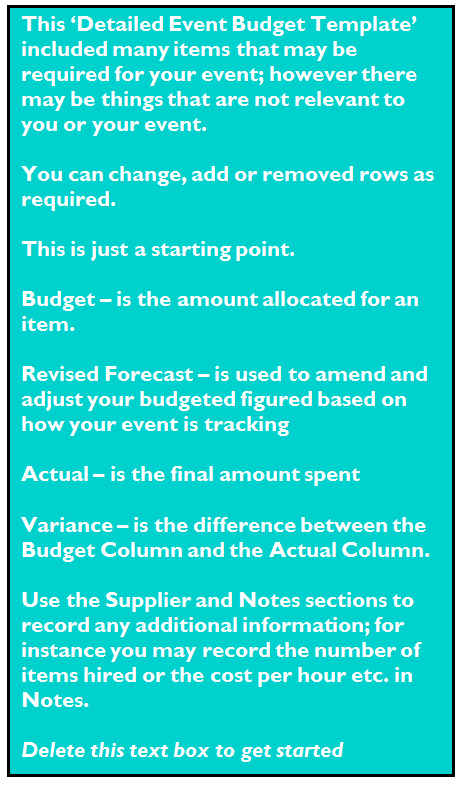 This ‘Detailed Event Budget Template’
included many items that may be
required for your event; however there
may be things that are not relevant to
you or your event.
You can change, add or removed rows as
required.
This is just a starting point.
Budget – is the amount allocated for an
item.
Revised Forecast – is used to amend and
adjust your budgeted figured based on
how your event is tracking
Actual – is the final amount spent
Variance – is the difference between the
Budget Column and the Actual Column.
Use the Supplier and Notes sections to
record any additional information; for
instance you may record the number of
items hired or the cost per hour etc. in
Notes.
Delete this text box to get started